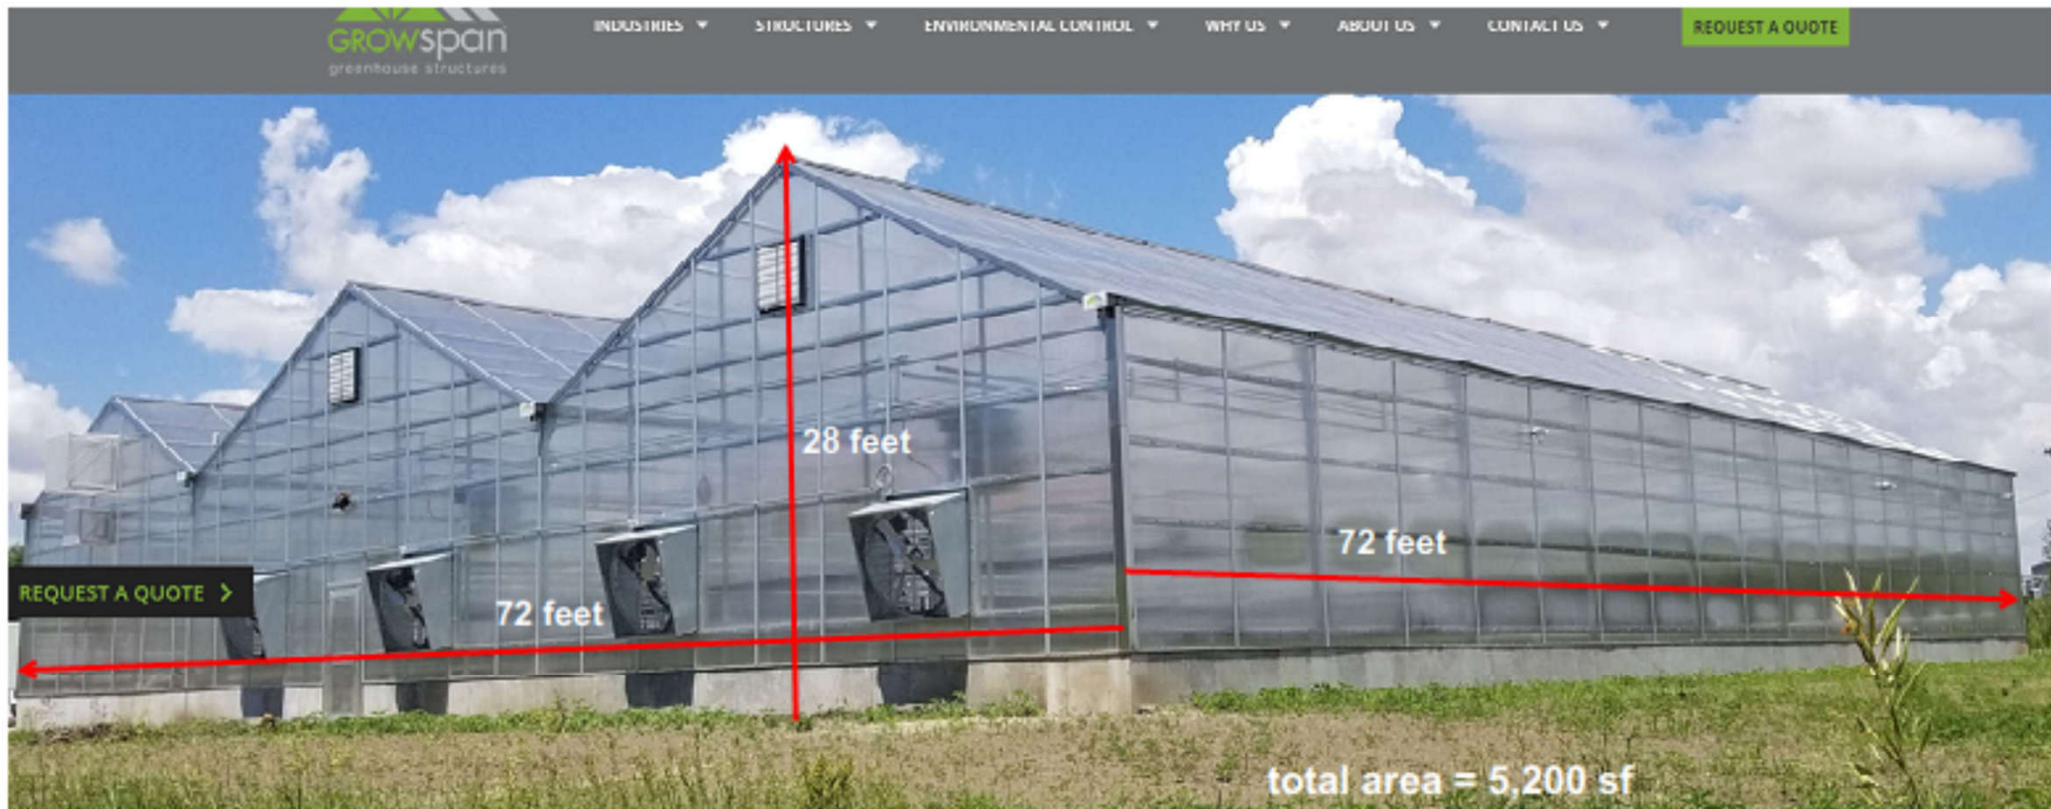 GROWspan
greenhouse structures
INDUSTRIES
STRUCTURES
ENVIRONMENTAL CONTROL
WHY US
ABOUT US
CONTACT US
REQUEST A QUOTE
28 feet
72 feet
REQUEST A QUOTE
72 feet
total area = 5,200 sf